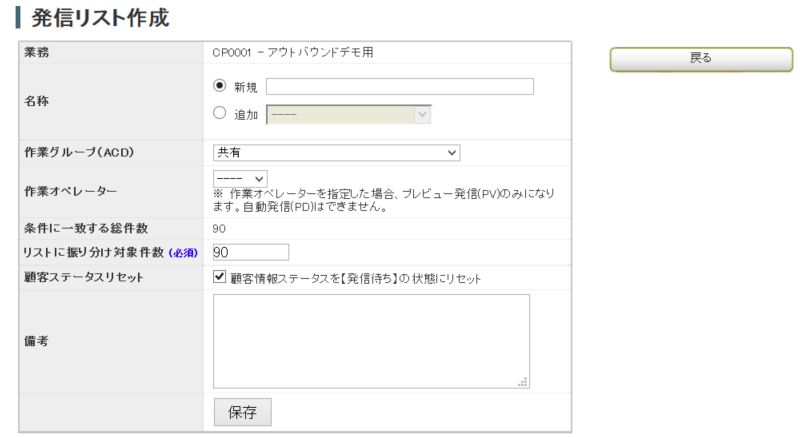 発信リスト作成
業務
CP0001 - アウトバウンドデモ用
戻る
名称
新規
追加
----
作業グループ(ACD)
共有
作業オペレーター
----
※ 作業オペレーターを指定した場合、プレビュー発信(PV)のみになり
ます。自動発信(PD)はできません。
条件に一致する総件数
90
リストに振り分け対象件数 (必須)
90
顧客ステータスリセット
顧客情報ステータスを【発信待ち】の状態にリセット
備考
保存